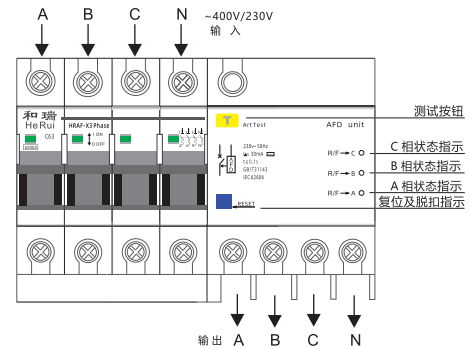 A B C N ~400V/230V
输 入
和瑞
HeRui
C63
HRAF-X3 Phase
I ON
O OFF
T
Art Test
AFD unit
测试按钮
230v~ 50Hz
30mA
t≤0.1s
GB/T31143
IEC62606
AFD
R/F C
C 相状态指示
R/F B
B 相状态指示
R/F A
A 相状态指示
RESET
复位及脱扣指示
输出 A B C N